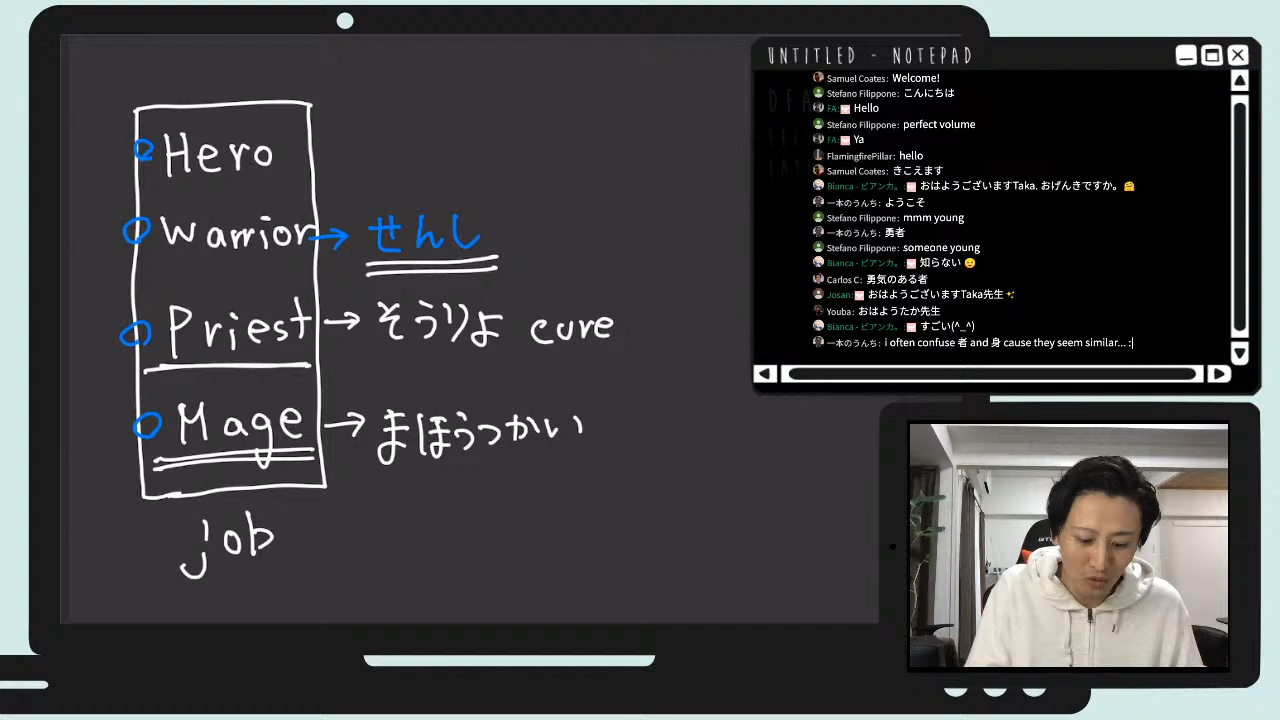 Hero
Warrior → せんし
Priest → そうりょ cure
Mage → まほうつかい
job
UNTITLED - NOTEPAD
Samuel Coates: Welcome!
Stefano Filippone: こんにちは
FA: Hello
Stefano Filippone: perfect volume
FA: Ya
FlamingfirePillar: hello
Samuel Coates: きこえます
Bianca - ビアンカ。: おはようございますTaka. おげんきですか。🤗
一本のうんち: ようこそ
Stefano Filippone: mmm young
一本のうんち: 勇者
Stefano Filippone: someone young
Bianca - ビアンカ。: 知らない 😞
Carlos C: 勇気のある者
Josan: おはようございますTaka先生✨
Youba: おはようたか先生
Bianca - ビアンカ。: すごい(^_^)
一本のうんち: i often confuse 者 and 身 cause they seem similar... :|